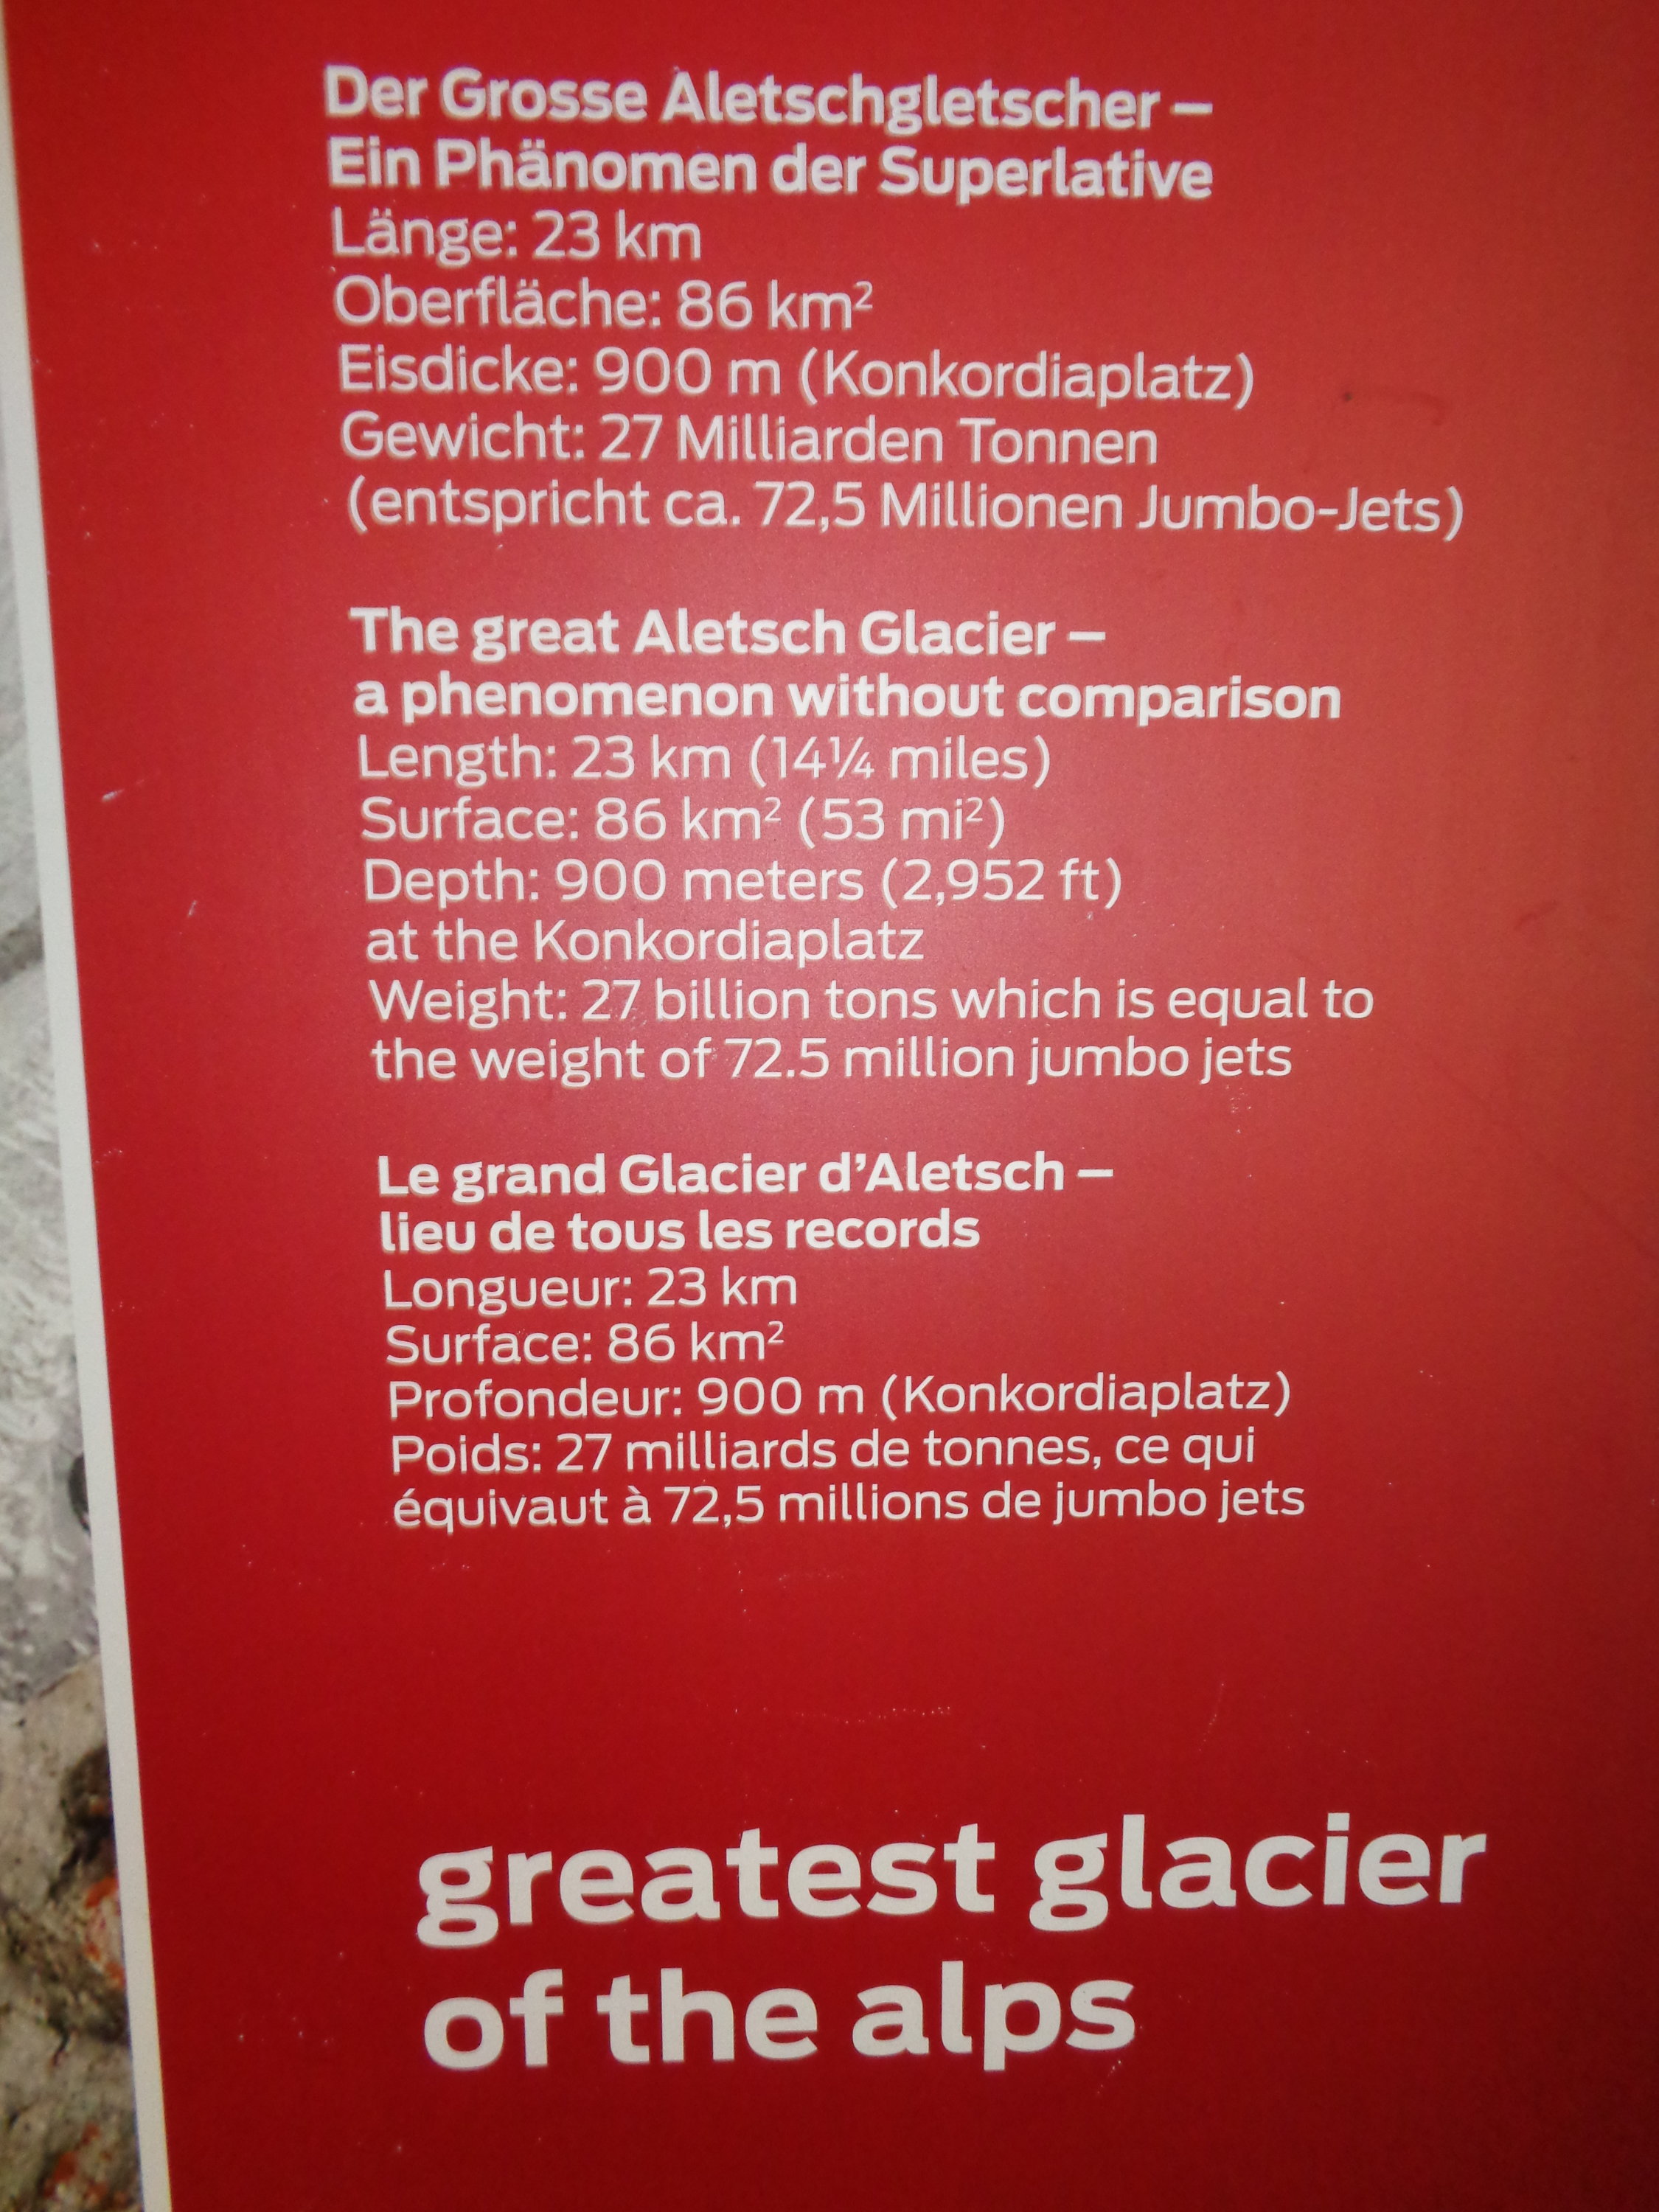 Der Grosse Aletschgletscher –
Ein Phänomen der Superlative
Länge: 23 km
Oberfläche: 86 km²
Eisdicke: 900 m (Konkordiaplatz)
Gewicht: 27 Milliarden Tonnen
(entspricht ca. 72,5 Millionen Jumbo-Jets)
The great Aletsch Glacier –
a phenomenon without comparison
Length: 23 km (14¼ miles)
Surface: 86 km² (53 mi²)
Depth: 900 meters (2,952 ft)
at the Konkordiaplatz
Weight: 27 billion tons which is equal to
the weight of 72.5 million jumbo jets
Le grand Glacier d’Aletsch –
lieu de tous les records
Longueur: 23 km
Surface: 86 km²
Profondeur: 900 m (Konkordiaplatz)
Poids: 27 milliards de tonnes, ce qui
équivaut à 72,5 millions de jumbo jets
greatest glacier
of the alps